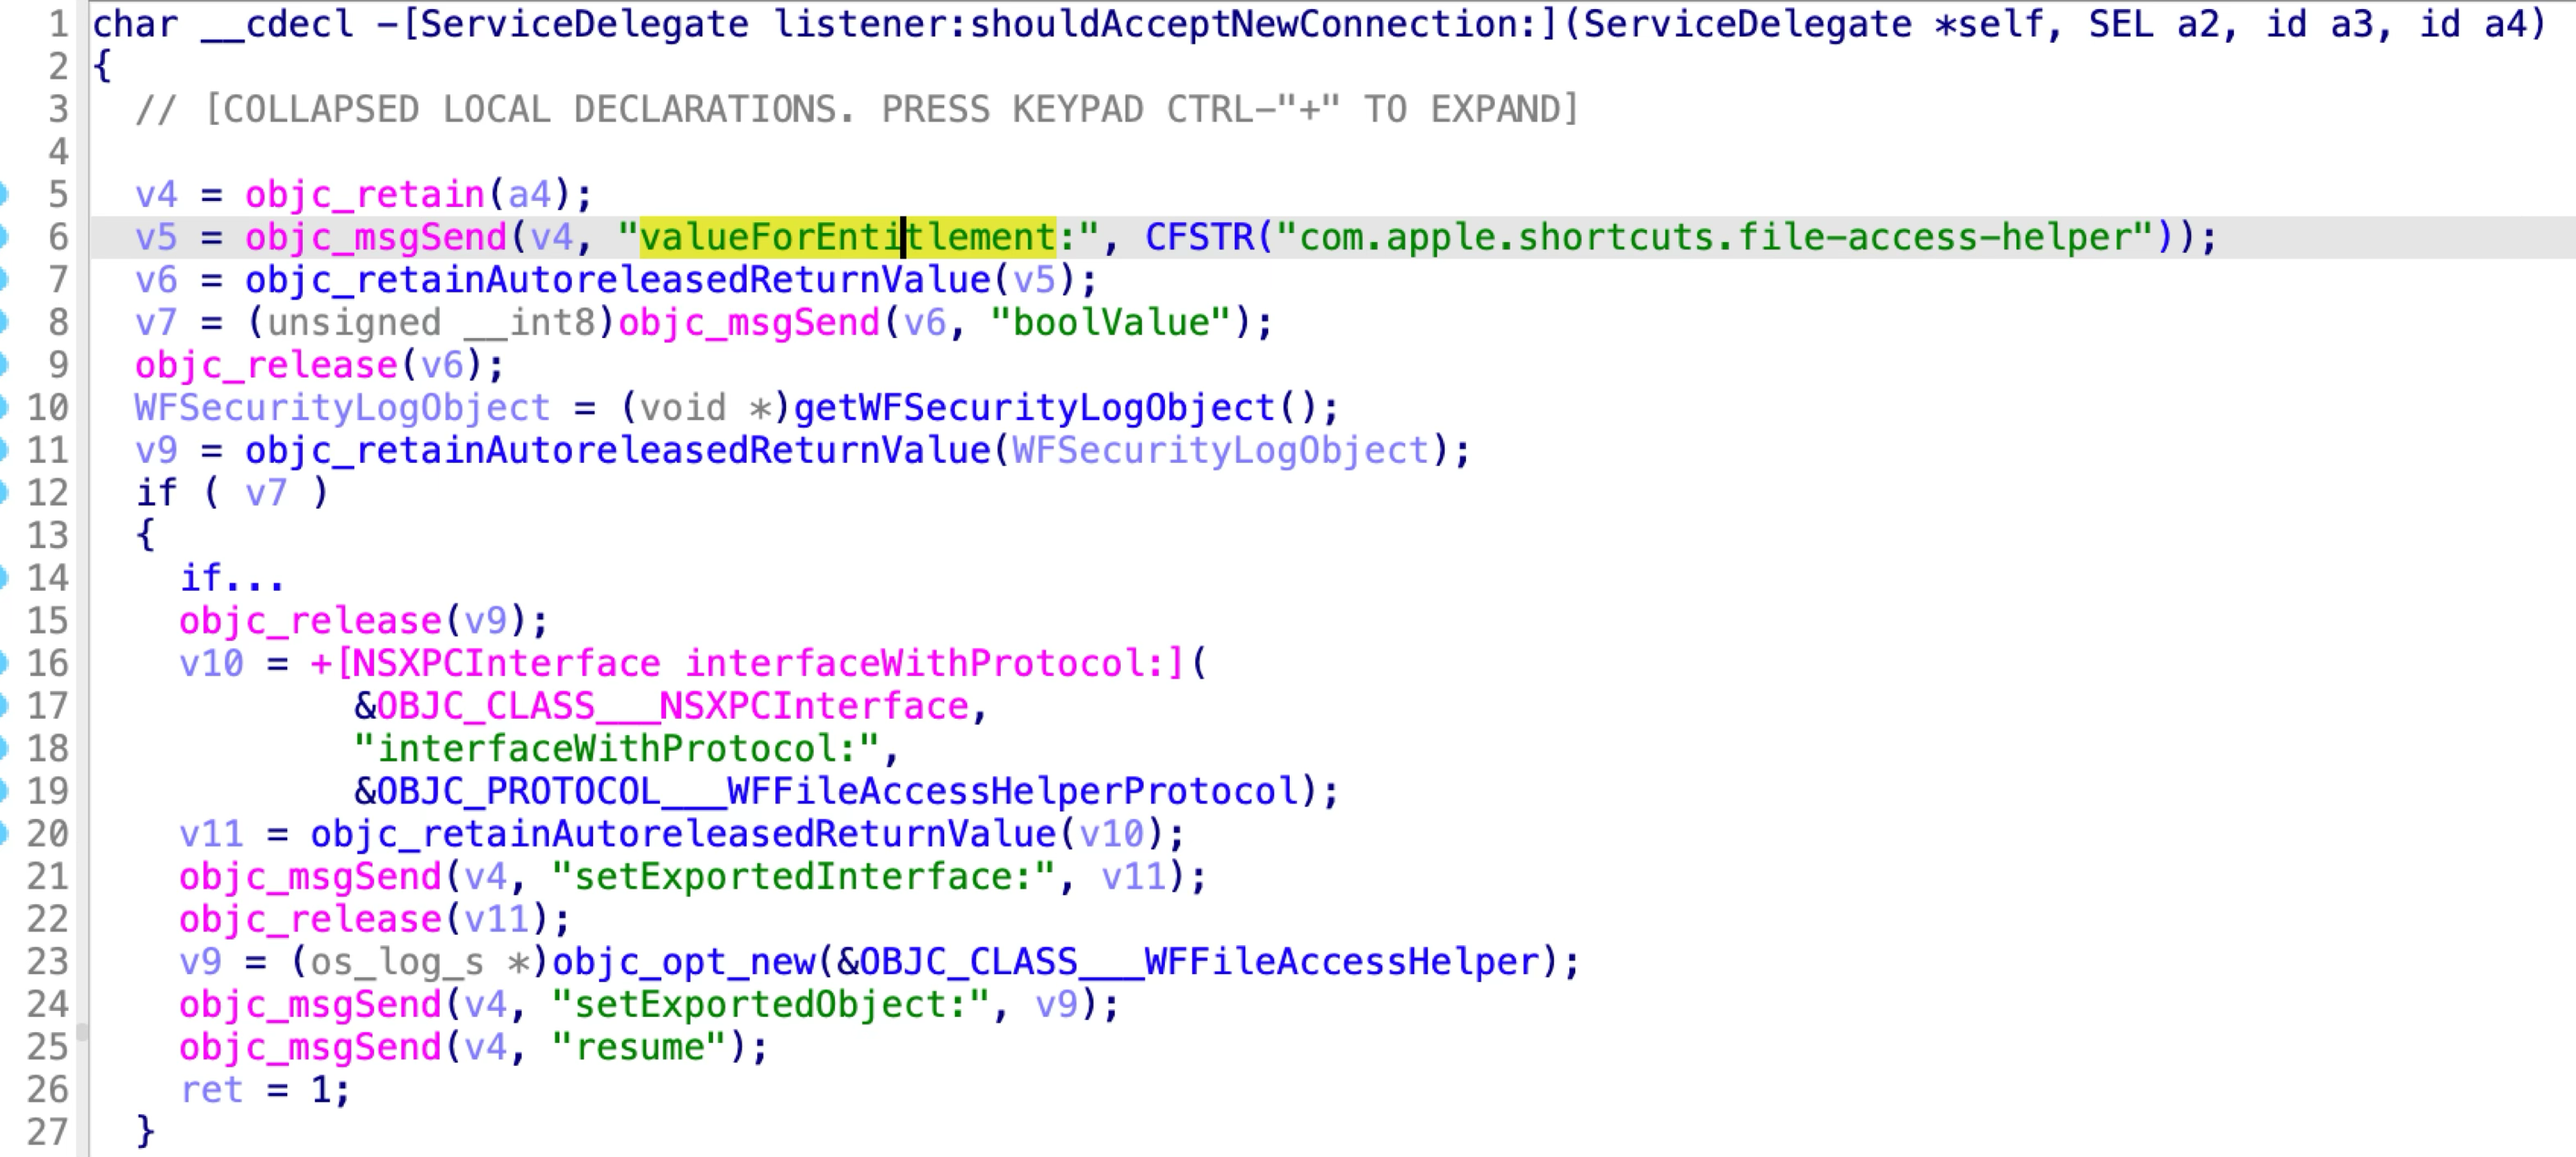 1 char __cdecl -[ServiceDelegate listener:shouldAcceptNewConnection:](ServiceDelegate *self, SEL a2, id a3, id a4)
2 {
3   // [COLLAPSED LOCAL DECLARATIONS. PRESS KEYPAD CTRL-"+" TO EXPAND]
4
5   v4 = objc_retain(a4);
6   v5 = objc_msgSend(v4, "valueForEntitlement:", CFSTR("com.apple.shortcuts.file-access-helper"));
7   v6 = objc_retainAutoreleasedReturnValue(v5);
8   v7 = (unsigned __int8)objc_msgSend(v6, "boolValue");
9   objc_release(v6);
10   WFSecurityLogObject = (void *)getWFSecurityLogObject();
11   v9 = objc_retainAutoreleasedReturnValue(WFSecurityLogObject);
12   if ( v7 )
13   {
14     if...
15     objc_release(v9);
16     v10 = +[NSXPCInterface interfaceWithProtocol:](
17             &OBJC_CLASS___NSXPCInterface,
18             "interfaceWithProtocol:",
19             &OBJC_PROTOCOL___WFFileAccessHelperProtocol);
20     v11 = objc_retainAutoreleasedReturnValue(v10);
21     objc_msgSend(v4, "setExportedInterface:", v11);
22     objc_release(v11);
23     v9 = (os_log_s *)objc_opt_new(&OBJC_CLASS___WFFileAccessHelper);
24     objc_msgSend(v4, "setExportedObject:", v9);
25     objc_msgSend(v4, "resume");
26     ret = 1;
27   }